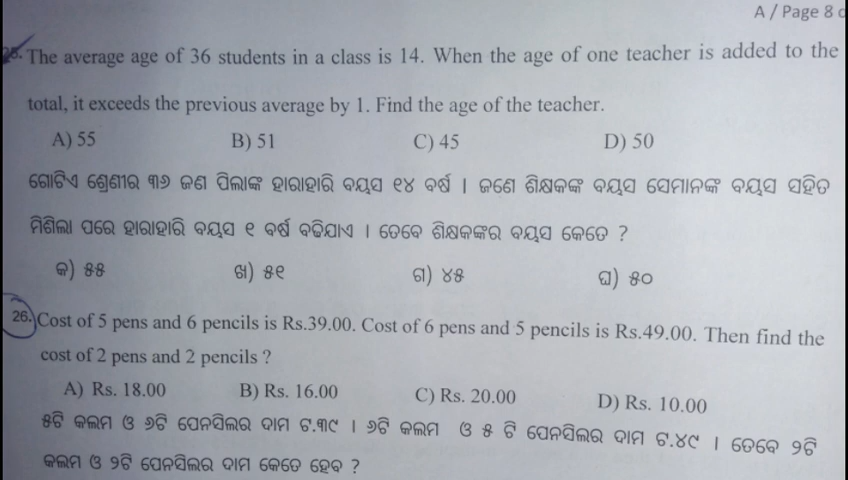 A / Page 8
25. The average age of 36 students in a class is 14. When the age of one teacher is added to the
total, it exceeds the previous average by 1. Find the age of the teacher.
A) 55 B) 51 C) 45 D) 50
ଗୋଟିଏ ଶ୍ରେଣୀର ୩୬ ଜଣ ପିଲାଙ୍କ ହାରାହାରି ବୟସ ୧୪ ବର୍ଷ । ଜଣେ ଶିକ୍ଷକଙ୍କ ବୟସ ସେମାନଙ୍କ ବୟସ ସହିତ
ମିଶିଲା ପରେ ହାରାହାରି ବୟସ ୧ ବର୍ଷ ବଢିଯାଏ । ତେବେ ଶିକ୍ଷକଙ୍କର ବୟସ କେତେ ?
କ) ୫୫ ଖ) ୫୧ ଗ) ୪୫ ଘ) ୫୦
26. Cost of 5 pens and 6 pencils is Rs.39.00. Cost of 6 pens and 5 pencils is Rs.49.00. Then find the
cost of 2 pens and 2 pencils ?
A) Rs. 18.00 B) Rs. 16.00 C) Rs. 20.00 D) Rs. 10.00
୫ଟି କଲମ ଓ ୬ଟି ପେନସିଲର ଦାମ ଟ.୩୯ । ୬ଟି କଲମ ଓ ୫ ଟି ପେନସିଲର ଦାମ ଟ.୪୯ । ତେବେ ୨ଟି
କଲମ ଓ ୨ଟି ପେନସିଲର ଦାମ କେତେ ହେବ ?